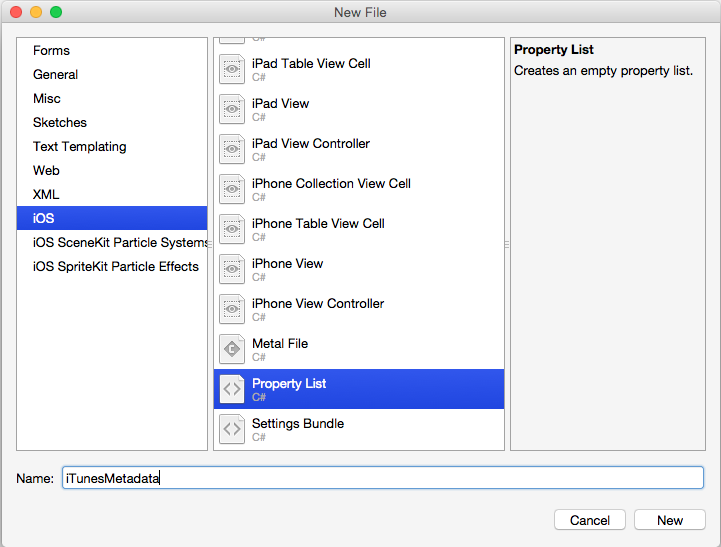 New File
Forms
General
Misc
Sketches
Text Templating
Web
XML
iOS
iOS SceneKit Particle Systems
iOS SpriteKit Particle Effects
C#
iPad Table View Cell
C#
iPad View
C#
iPad View Controller
C#
iPhone Collection View Cell
C#
iPhone Table View Cell
C#
iPhone View
C#
iPhone View Controller
C#
Metal File
C#
Property List
C#
Settings Bundle
C#
Property List
Creates an empty property list.
Name: iTunesMetadata
Cancel New